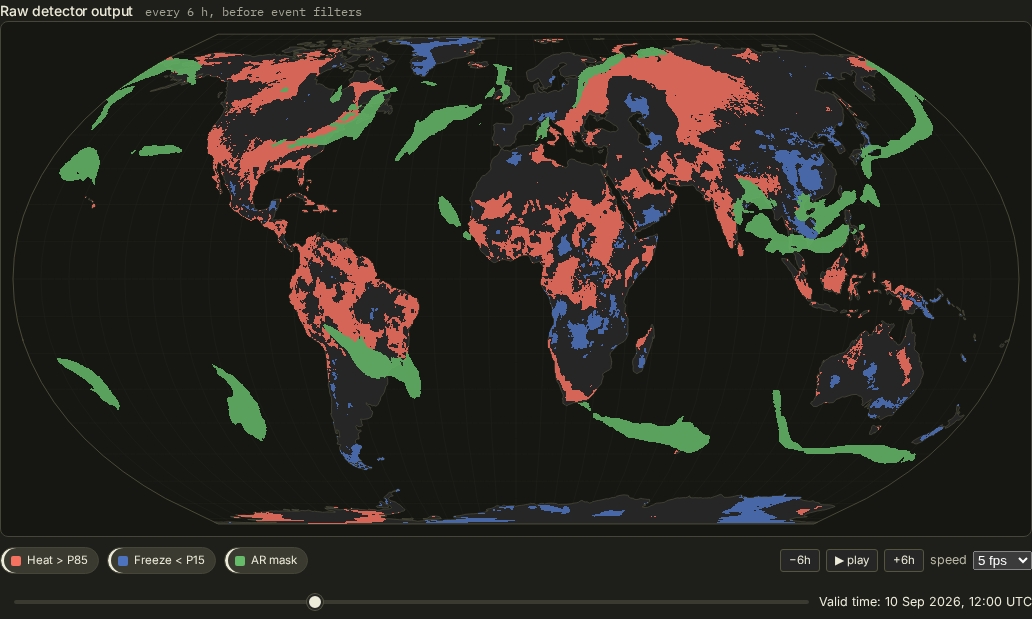 Raw detector output every 6 h, before event filters
Heat > P85 Freeze < P15 AR mask −6h ▶ play +6h speed 5 fps
Valid time: 10 Sep 2026, 12:00 UTC